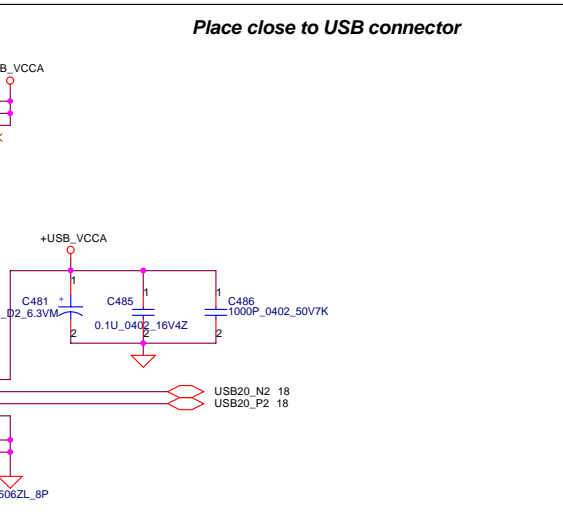 Place close to USB connector
B_VCCA
K
+USB_VCCA
1
1
1
C481
+
C485
C486
_D2_6.3VM
1000P_0402_50V7K
0.1U_0402_16V4Z
2
2
2
USB20_N2 18
USB20_P2 18
506ZL_8P